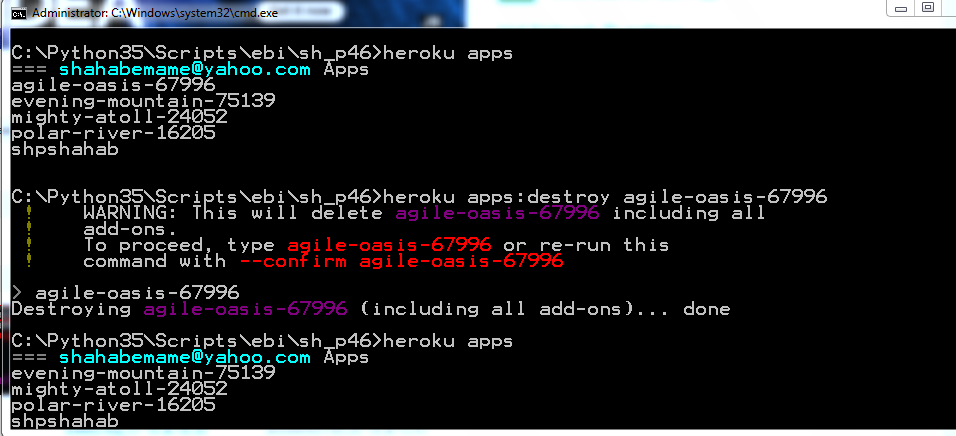 Administrator: C:\Windows\system32\cmd.exe
C:\Python35\Scripts\ebi\sh_p46>heroku apps
=== shahabemame@yahoo.com Apps
agile-oasis-67996
evening-mountain-75139
mighty-atoll-24052
polar-river-16205
shpshahab
C:\Python35\Scripts\ebi\sh_p46>heroku apps:destroy agile-oasis-67996
! WARNING: This will delete agile-oasis-67996 including all
! add-ons.
! To proceed, type agile-oasis-67996 or re-run this
! command with --confirm agile-oasis-67996
> agile-oasis-67996
Destroying agile-oasis-67996 (including all add-ons)... done
C:\Python35\Scripts\ebi\sh_p46>heroku apps
=== shahabemame@yahoo.com Apps
evening-mountain-75139
mighty-atoll-24052
polar-river-16205
shpshahab